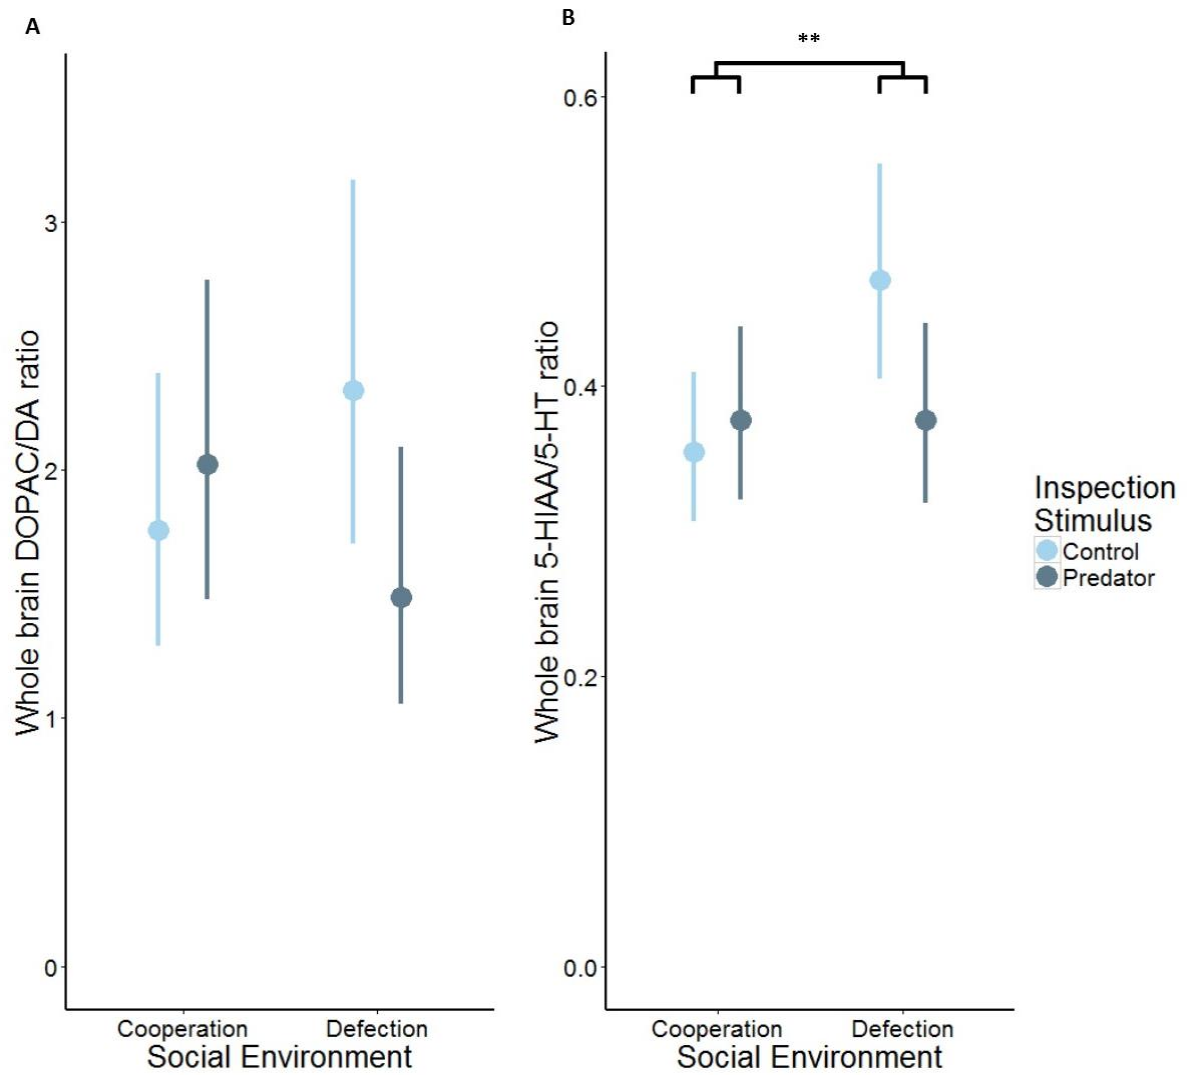 A
Whole brain DOPAC/DA ratio
3
2
1
0
Cooperation
Defection
Social Environment
B
**
Whole brain 5-HIAA/5-HT ratio
0.6
0.4
0.2
0.0
Cooperation
Defection
Social Environment
Inspection
Stimulus
Control
Predator